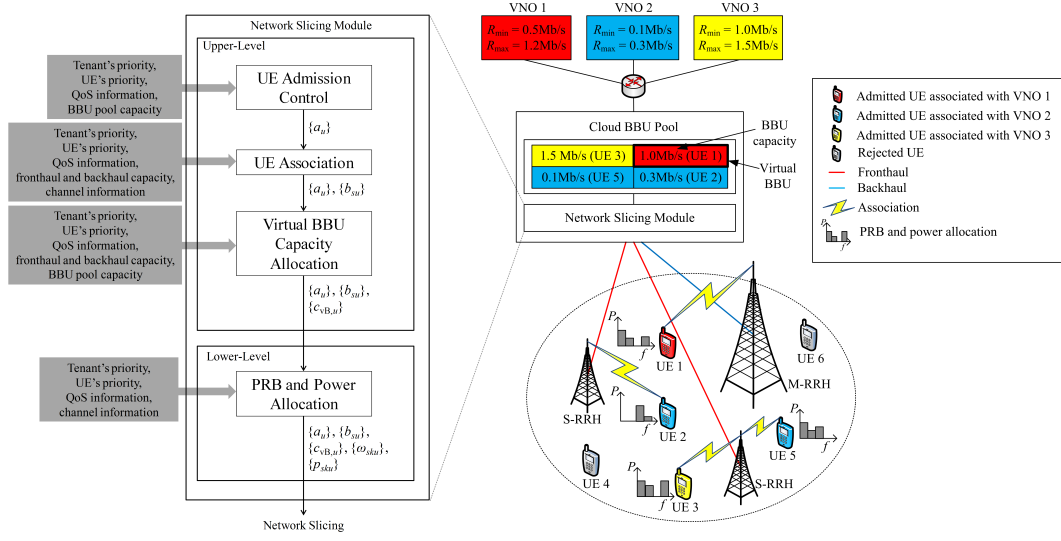 Network Slicing Module
Upper-Level
Tenant's priority,
UE's priority,
QoS information,
BBU pool capacity
UE Admission
Control
{a_u}
Tenant's priority,
UE's priority,
QoS information,
fronthaul and backhaul capacity,
channel information
UE Association
{a_u}, {b_su}
Tenant's priority,
UE's priority,
QoS information,
fronthaul and backhaul capacity,
BBU pool capacity
Virtual BBU
Capacity
Allocation
{a_u}, {b_su},
{c_vB,u}
Lower-Level
Tenant's priority,
UE's priority,
QoS information,
channel information
PRB and Power
Allocation
{a_u}, {b_su},
{c_vB,u}, {ω_sku},
{p_sku}
Network Slicing
VNO 1
R_min = 0.5Mb/s
R_max = 1.2Mb/s
VNO 2
R_min = 0.1Mb/s
R_max = 0.3Mb/s
VNO 3
R_min = 1.0Mb/s
R_max = 1.5Mb/s
Cloud BBU Pool
BBU
capacity
Virtual
BBU
1.5 Mb/s (UE 3)
1.0Mb/s (UE 1)
0.1Mb/s (UE 5)
0.3Mb/s (UE 2)
Network Slicing Module
P
f
UE 1
UE 6
M-RRH
S-RRH
P
f
UE 2
P
f
UE 5
UE 4
P
f
UE 3
S-RRH
Admitted UE associated with VNO 1
Admitted UE associated with VNO 2
Admitted UE associated with VNO 3
Rejected UE
Fronthaul
Backhaul
Association
P
f
PRB and power allocation